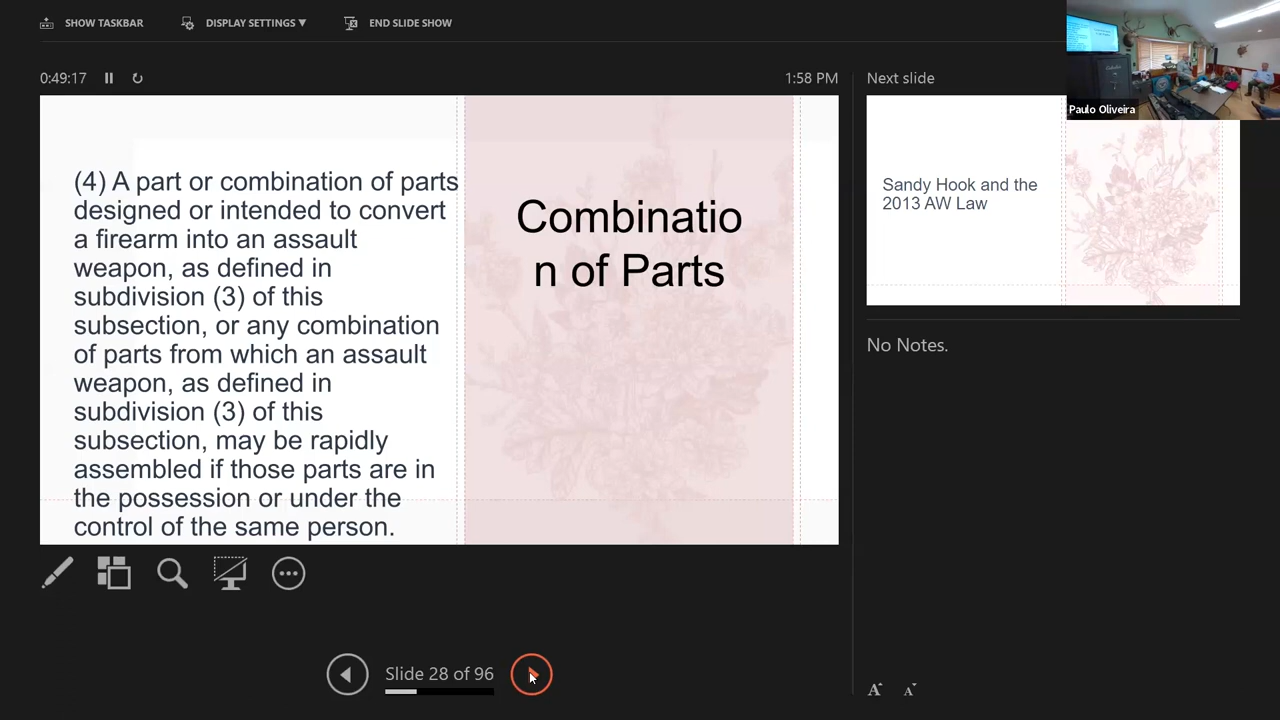 SHOW TASKBAR
DISPLAY SETTINGS ▼
END SLIDE SHOW
0:49:17
1:58 PM
(4) A part or combination of parts
designed or intended to convert
a firearm into an assault
weapon, as defined in
subdivision (3) of this
subsection, or any combination
of parts from which an assault
weapon, as defined in
subdivision (3) of this
subsection, may be rapidly
assembled if those parts are in
the possession or under the
control of the same person.
Combinatio
n of Parts
Slide 28 of 96
Next slide
Sandy Hook and the
2013 AW Law
No Notes.
A
A
Paulo Oliveira